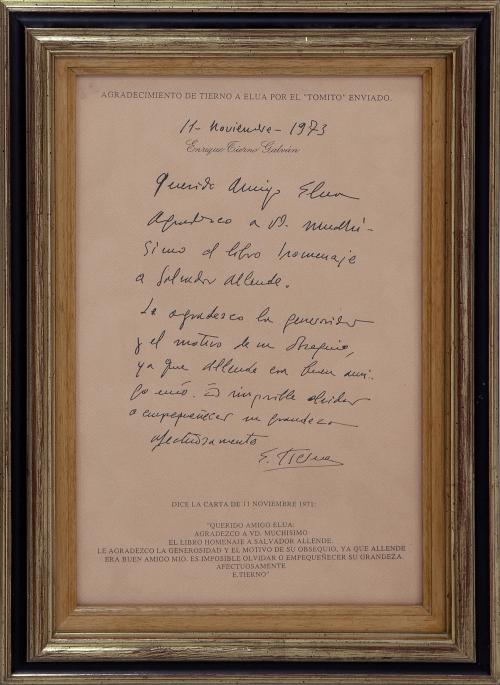 AGRADECIMIENTO DE TIERNO A ELUA POR EL "TOMITO" ENVIADO.
11- Noviembre - 1973
Enrique Tierno Galván
Querido Amigo Elua
Agradezco a VD. muchí-
simo el libro homenaje
a Salvador Allende.
Le agradezco la generosidad
y el motivo de su obsequio,
ya que Allende era buen ami-
go mío. Es imposible olvidar
o empequeñecer su grandeza
afectuosamente
E. Tierno
DICE LA CARTA DE 11 NOVIEMBRE 1971:
"QUERIDO AMIGO ELUA:
AGRADEZCO A VD. MUCHISIMO
EL LIBRO HOMENAJE A SALVADOR ALLENDE.
LE AGRADEZCO LA GENEROSIDAD Y EL MOTIVO DE SU OBSEQUIO, YA QUE ALLENDE
ERA BUEN AMIGO MIO. ES IMPOSIBLE OLVIDAR O EMPEQUEÑECER SU GRANDEZA
AFECTUOSAMENTE
E.TIERNO"